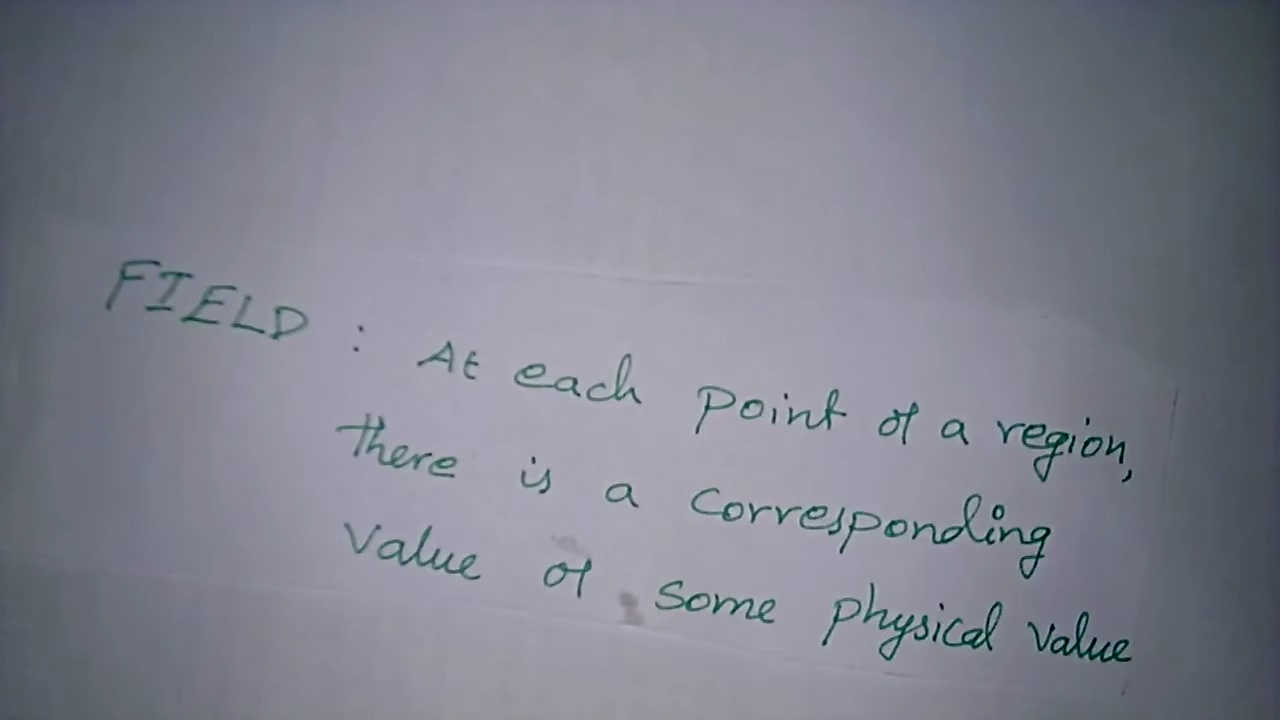 FIELD : At each point of a region,
there is a corresponding
value of some physical value